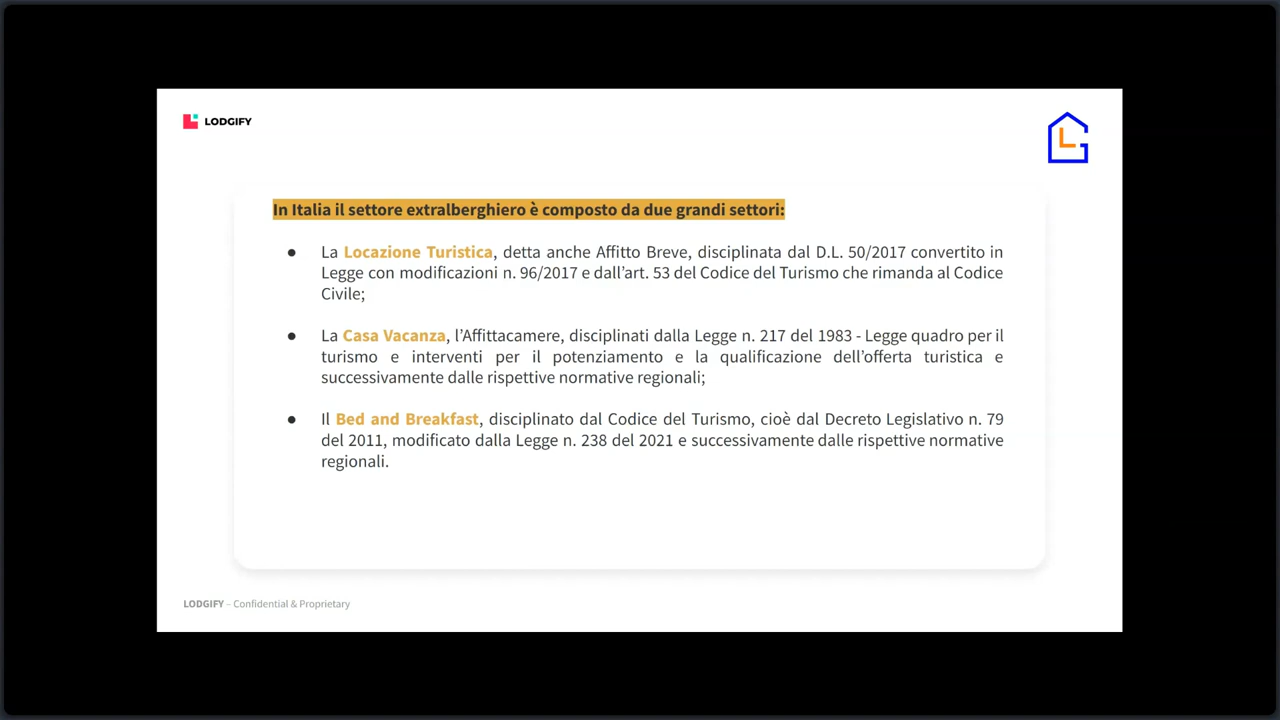 LODGIFY
In Italia il settore extralberghiero è composto da due grandi settori:
● La Locazione Turistica, detta anche Affitto Breve, disciplinata dal D.L. 50/2017 convertito in
Legge con modificazioni n. 96/2017 e dall’art. 53 del Codice del Turismo che rimanda al Codice
Civile;
● La Casa Vacanza, l’Affittacamere, disciplinati dalla Legge n. 217 del 1983 - Legge quadro per il
turismo e interventi per il potenziamento e la qualificazione dell’offerta turistica e
successivamente dalle rispettive normative regionali;
● Il Bed and Breakfast, disciplinato dal Codice del Turismo, cioè dal Decreto Legislativo n. 79
del 2011, modificato dalla Legge n. 238 del 2021 e successivamente dalle rispettive normative
regionali.
LODGIFY – Confidential & Proprietary